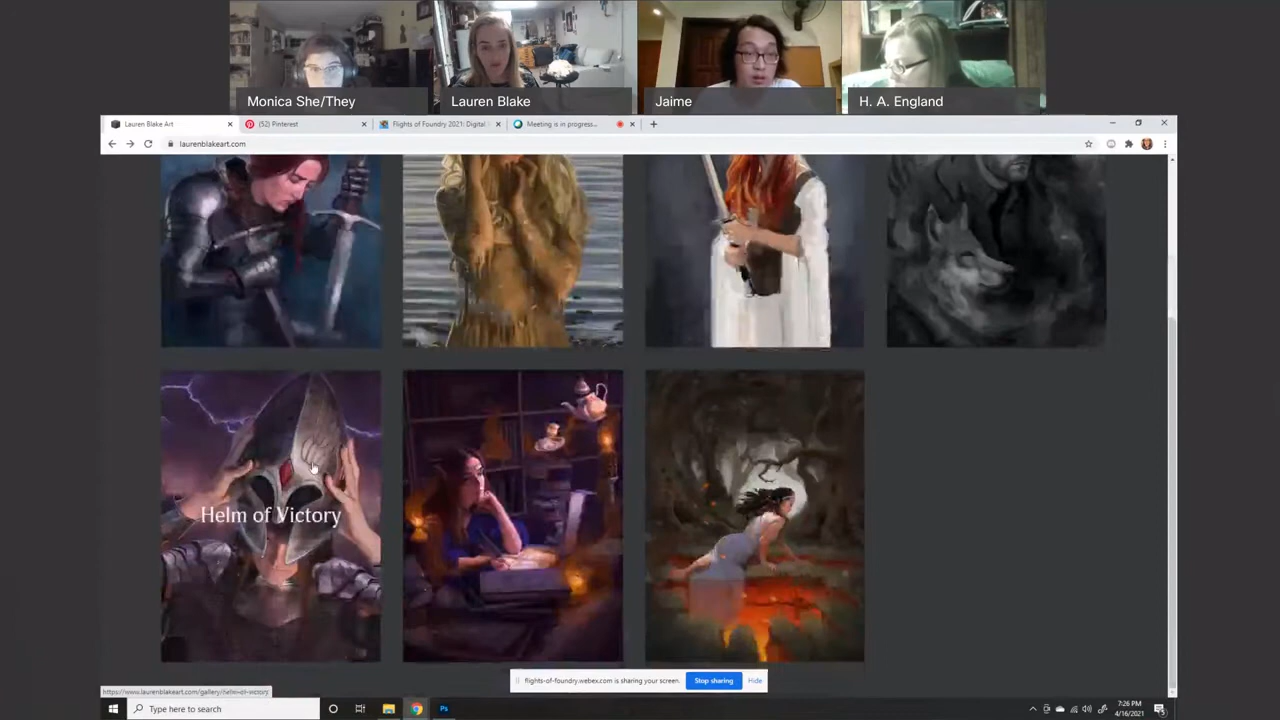 Monica She/They
Lauren Blake
Jaime
H. A. England
Lauren Blake Art
(52) Pinterest
Flights of Foundry 2021: Digital
Meeting is in progress...
laurenblakeart.com
Helm of Victory
flights-of-foundry.webex.com is sharing your screen.
Stop sharing
Hide
https://www.laurenblakeart.com/gallery/helm-of-victory
Type here to search
Ps
7:26 PM
4/16/2021